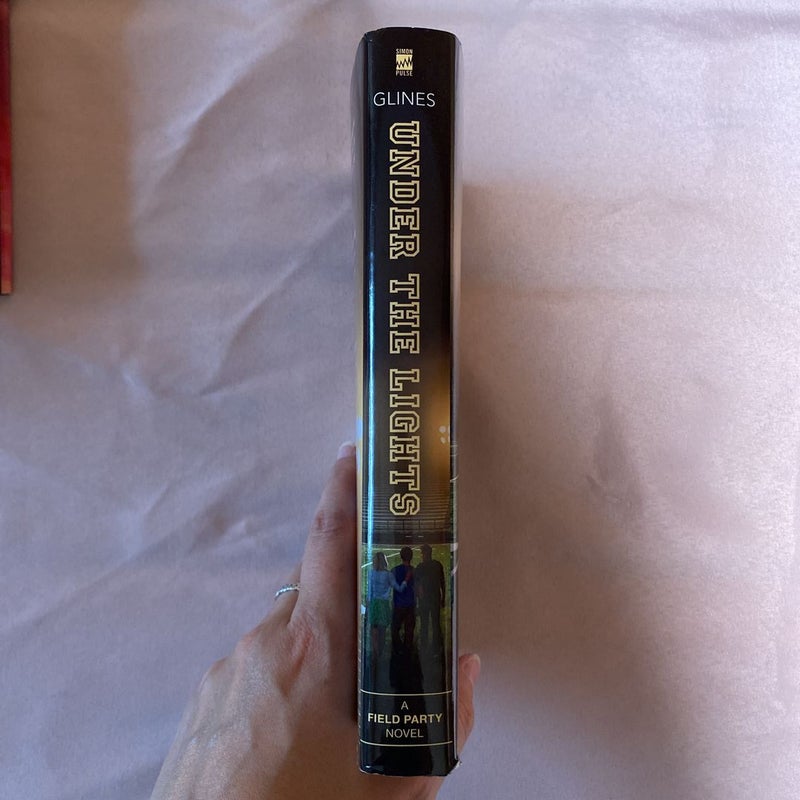 SIMON
PULSE
GLINES
UNDER THE LIGHTS
A
FIELD PARTY
NOVEL